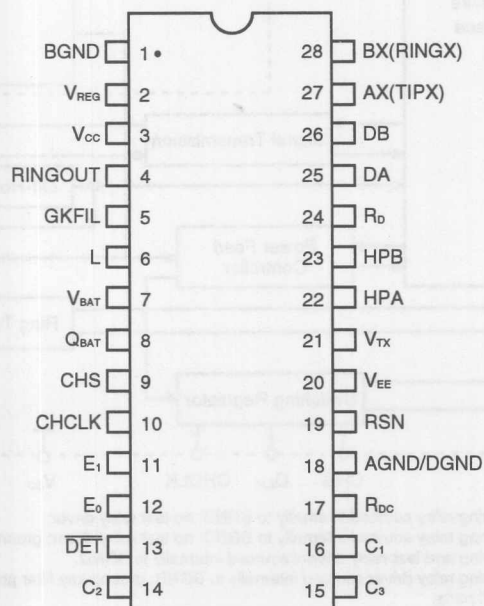 BGND 1 28 BX(RINGX)
VREG 2 27 AX(TIPX)
VCC 3 26 DB
RINGOUT 4 25 DA
GKFIL 5 24 RD
L 6 23 HPB
VBAT 7 22 HPA
QBAT 8 21 VTX
CHS 9 20 VEE
CHCLK 10 19 RSN
E1 11 18 AGND/DGND
E0 12 17 RDC
DET 13 16 C1
C2 14 15 C3